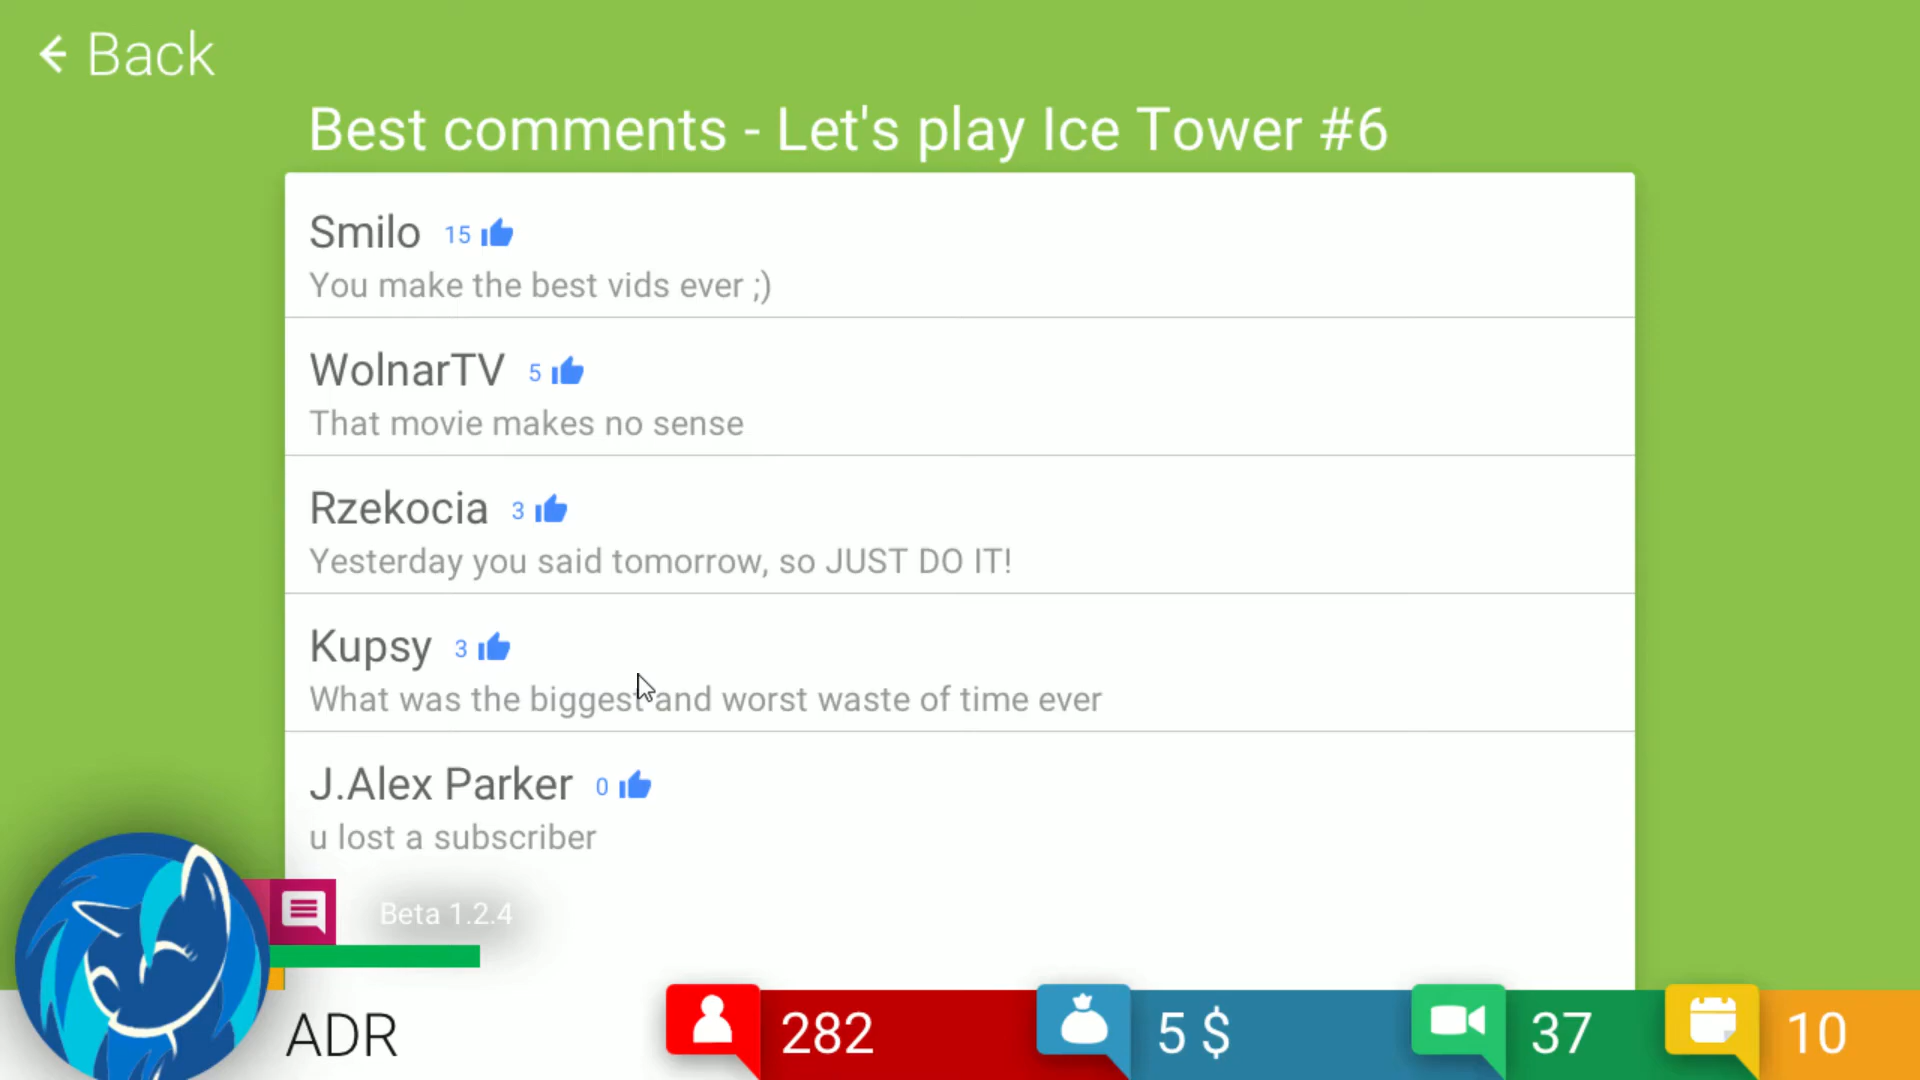 Back
Best comments - Let's play Ice Tower #6
Smilo 15
You make the best vids ever ;)
WolnarTV 5
That movie makes no sense
Rzekocia 3
Yesterday you said tomorrow, so JUST DO IT!
Kupsy 3
What was the biggest and worst waste of time ever
J.Alex Parker 0
u lost a subscriber
Beta 1.2.4
ADR 282 5 $ 37 10